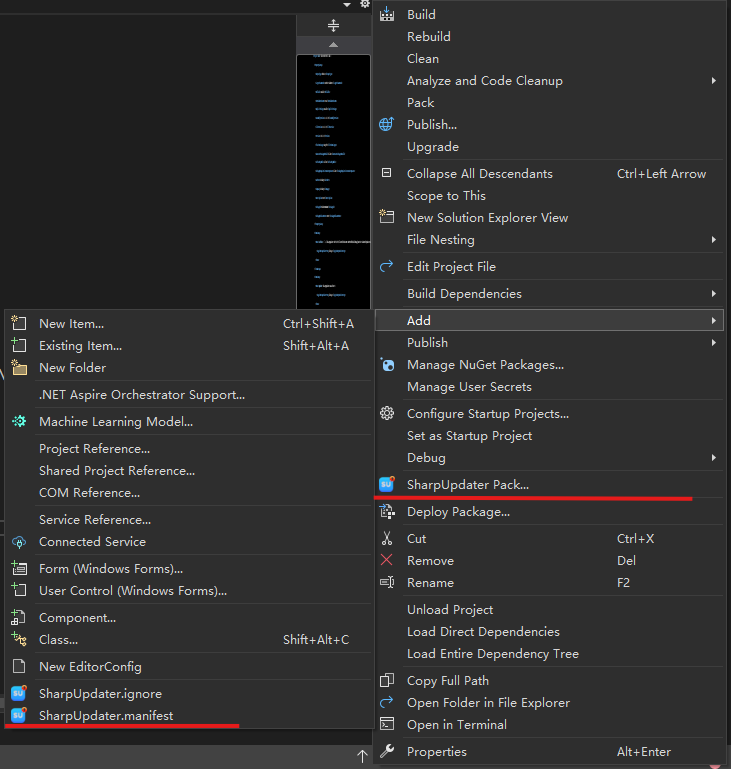 Build
Rebuild
Clean
Analyze and Code Cleanup
Pack
Publish...
Upgrade
Collapse All Descendants Ctrl+Left Arrow
Scope to This
New Solution Explorer View
File Nesting
Edit Project File
Build Dependencies
Add
Publish
Manage NuGet Packages...
Manage User Secrets
Configure Startup Projects...
Set as Startup Project
Debug
SU SharpUpdater Pack...
Deploy Package...
Cut Ctrl+X
Remove Del
Rename F2
Unload Project
Load Direct Dependencies
Load Entire Dependency Tree
Copy Full Path
Open Folder in File Explorer
Open in Terminal
Properties Alt+Enter
New Item... Ctrl+Shift+A
Existing Item... Shift+Alt+A
New Folder
.NET Aspire Orchestrator Support...
Machine Learning Model...
Project Reference...
Shared Project Reference...
COM Reference...
Service Reference...
Connected Service
Form (Windows Forms)...
User Control (Windows Forms)...
Component...
Class... Shift+Alt+C
New EditorConfig
SU SharpUpdater.ignore
SU SharpUpdater.manifest